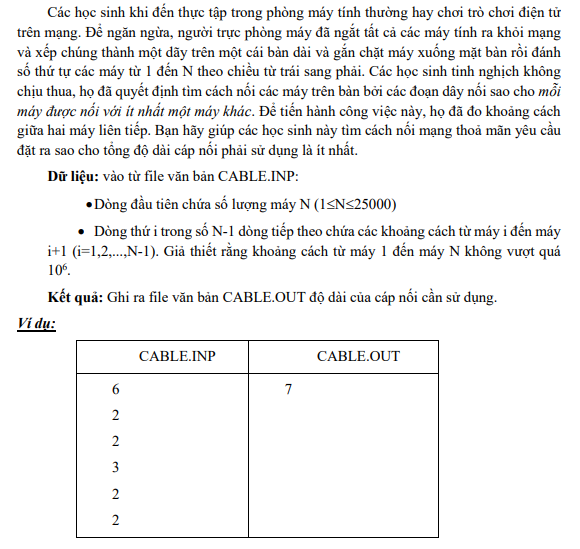 Các học sinh khi đến thực tập trong phòng máy tính thường hay chơi trò chơi điện tử
trên mạng. Để ngăn ngừa, người trực phòng máy đã ngắt tất cả các máy tính ra khỏi mạng
và xếp chúng thành một dãy trên một cái bàn dài và gắn chặt máy xuống mặt bàn rồi đánh
số thứ tự các máy từ 1 đến N theo chiều từ trái sang phải. Các học sinh tinh nghịch không
chịu thua, họ đã quyết định tìm cách nối các máy trên bàn bởi các đoạn dây nối sao cho mỗi
máy được nối với ít nhất một máy khác. Để tiến hành công việc này, họ đã đo khoảng cách
giữa hai máy liên tiếp. Bạn hãy giúp các học sinh này tìm cách nối mạng thoả mãn yêu cầu
đặt ra sao cho tổng độ dài cáp nối phải sử dụng là ít nhất.
Dữ liệu: vào từ file văn bản CABLE.INP:
•Dòng đầu tiên chứa số lượng máy N (1≤N≤25000)
• Dòng thứ i trong số N-1 dòng tiếp theo chứa các khoảng cách từ máy i đến máy
i+1 (i=1,2,...,N-1). Giả thiết rằng khoảng cách từ máy 1 đến máy N không vượt quá
10⁶.
Kết quả: Ghi ra file văn bản CABLE.OUT độ dài của cáp nối cần sử dụng.
Ví dụ:
CABLE.INP CABLE.OUT
6 7
2
2
3
2
2